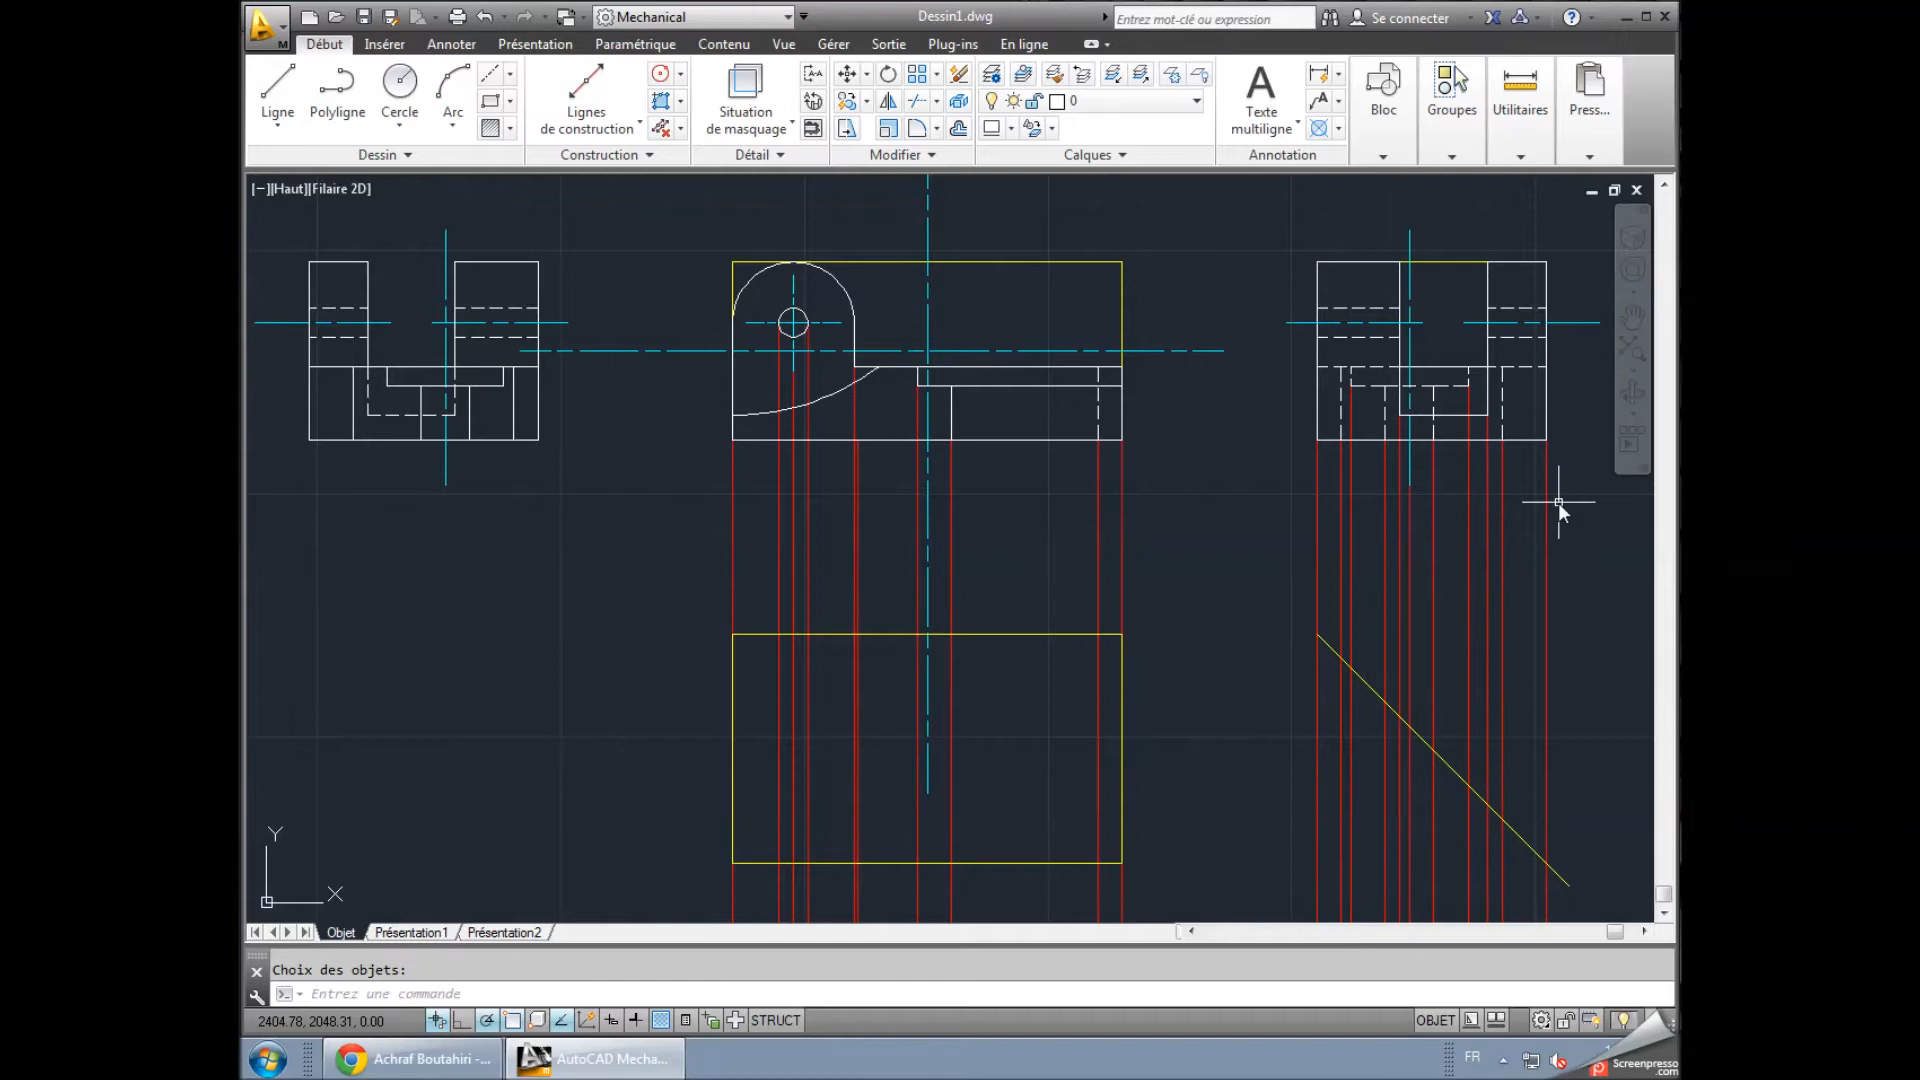 Mechanical
Dessin1.dwg
Entrez mot-clé ou expression
Se connecter
M
Début
Insérer
Annoter
Présentation
Paramétrique
Contenu
Vue
Gérer
Sortie
Plug-ins
En ligne
Ligne
Polyligne
Cercle
Arc
Lignes
de construction
Situation
de masquage
0
A
Texte
multiligne
Bloc
Groupes
Utilitaires
Press...
Dessin
Construction
Détail
Modifier
Calques
Annotation
[−][Haut][Filaire 2D]
Y
X
Objet
Présentation1
Présentation2
Choix des objets:
Entrez une commande
2404.78, 2048.31, 0.00
STRUCT
OBJET
Achraf Boutahiri -...
AutoCAD Mecha...
FR
Screenpresso
.com